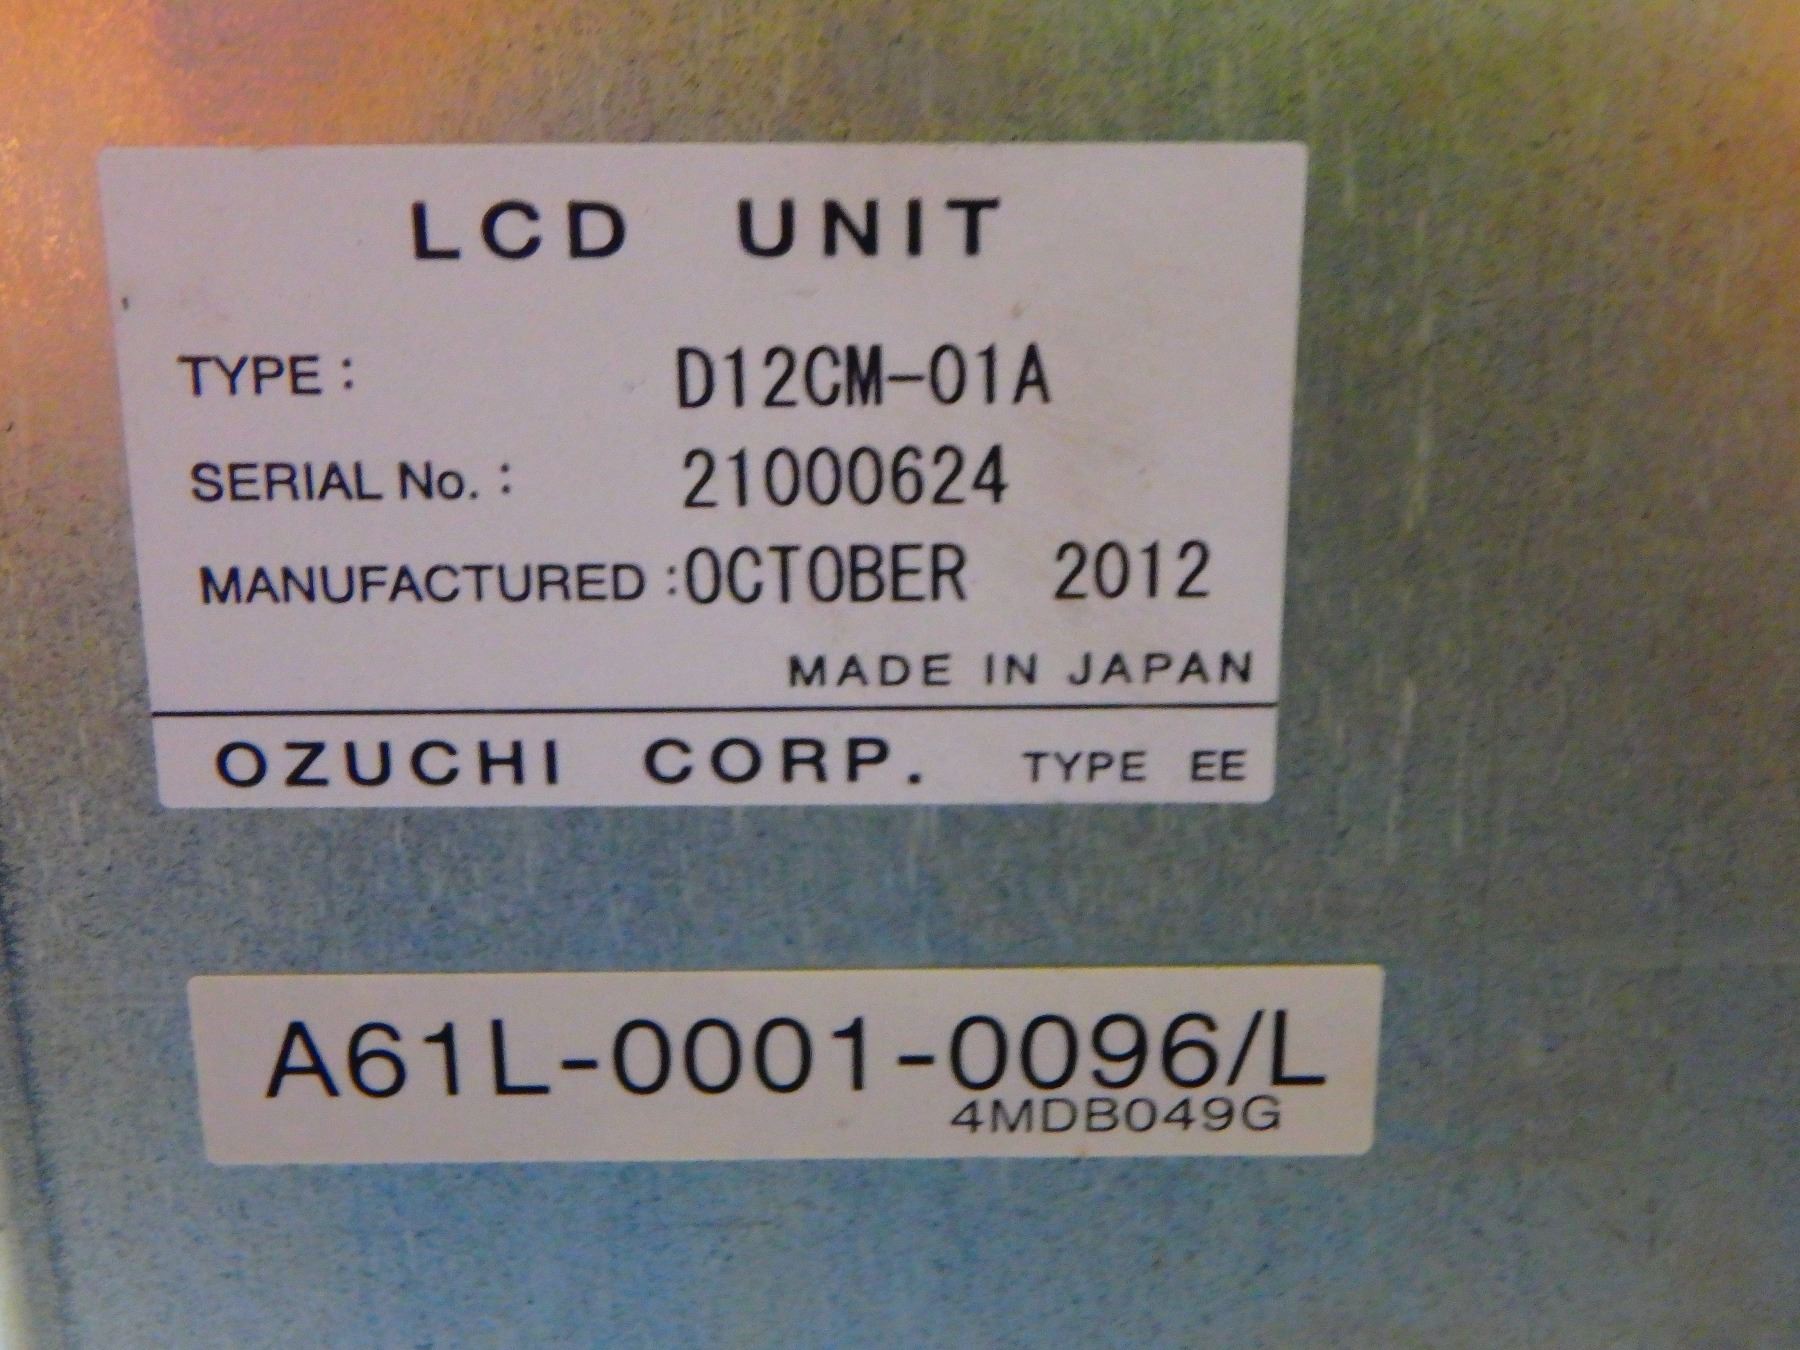 LCD UNIT
TYPE : D12CM-01A
SERIAL No. : 21000624
MANUFACTURED :OCTOBER 2012
MADE IN JAPAN
OZUCHI CORP. TYPE EE
A61L-0001-0096/L
4MDB049G